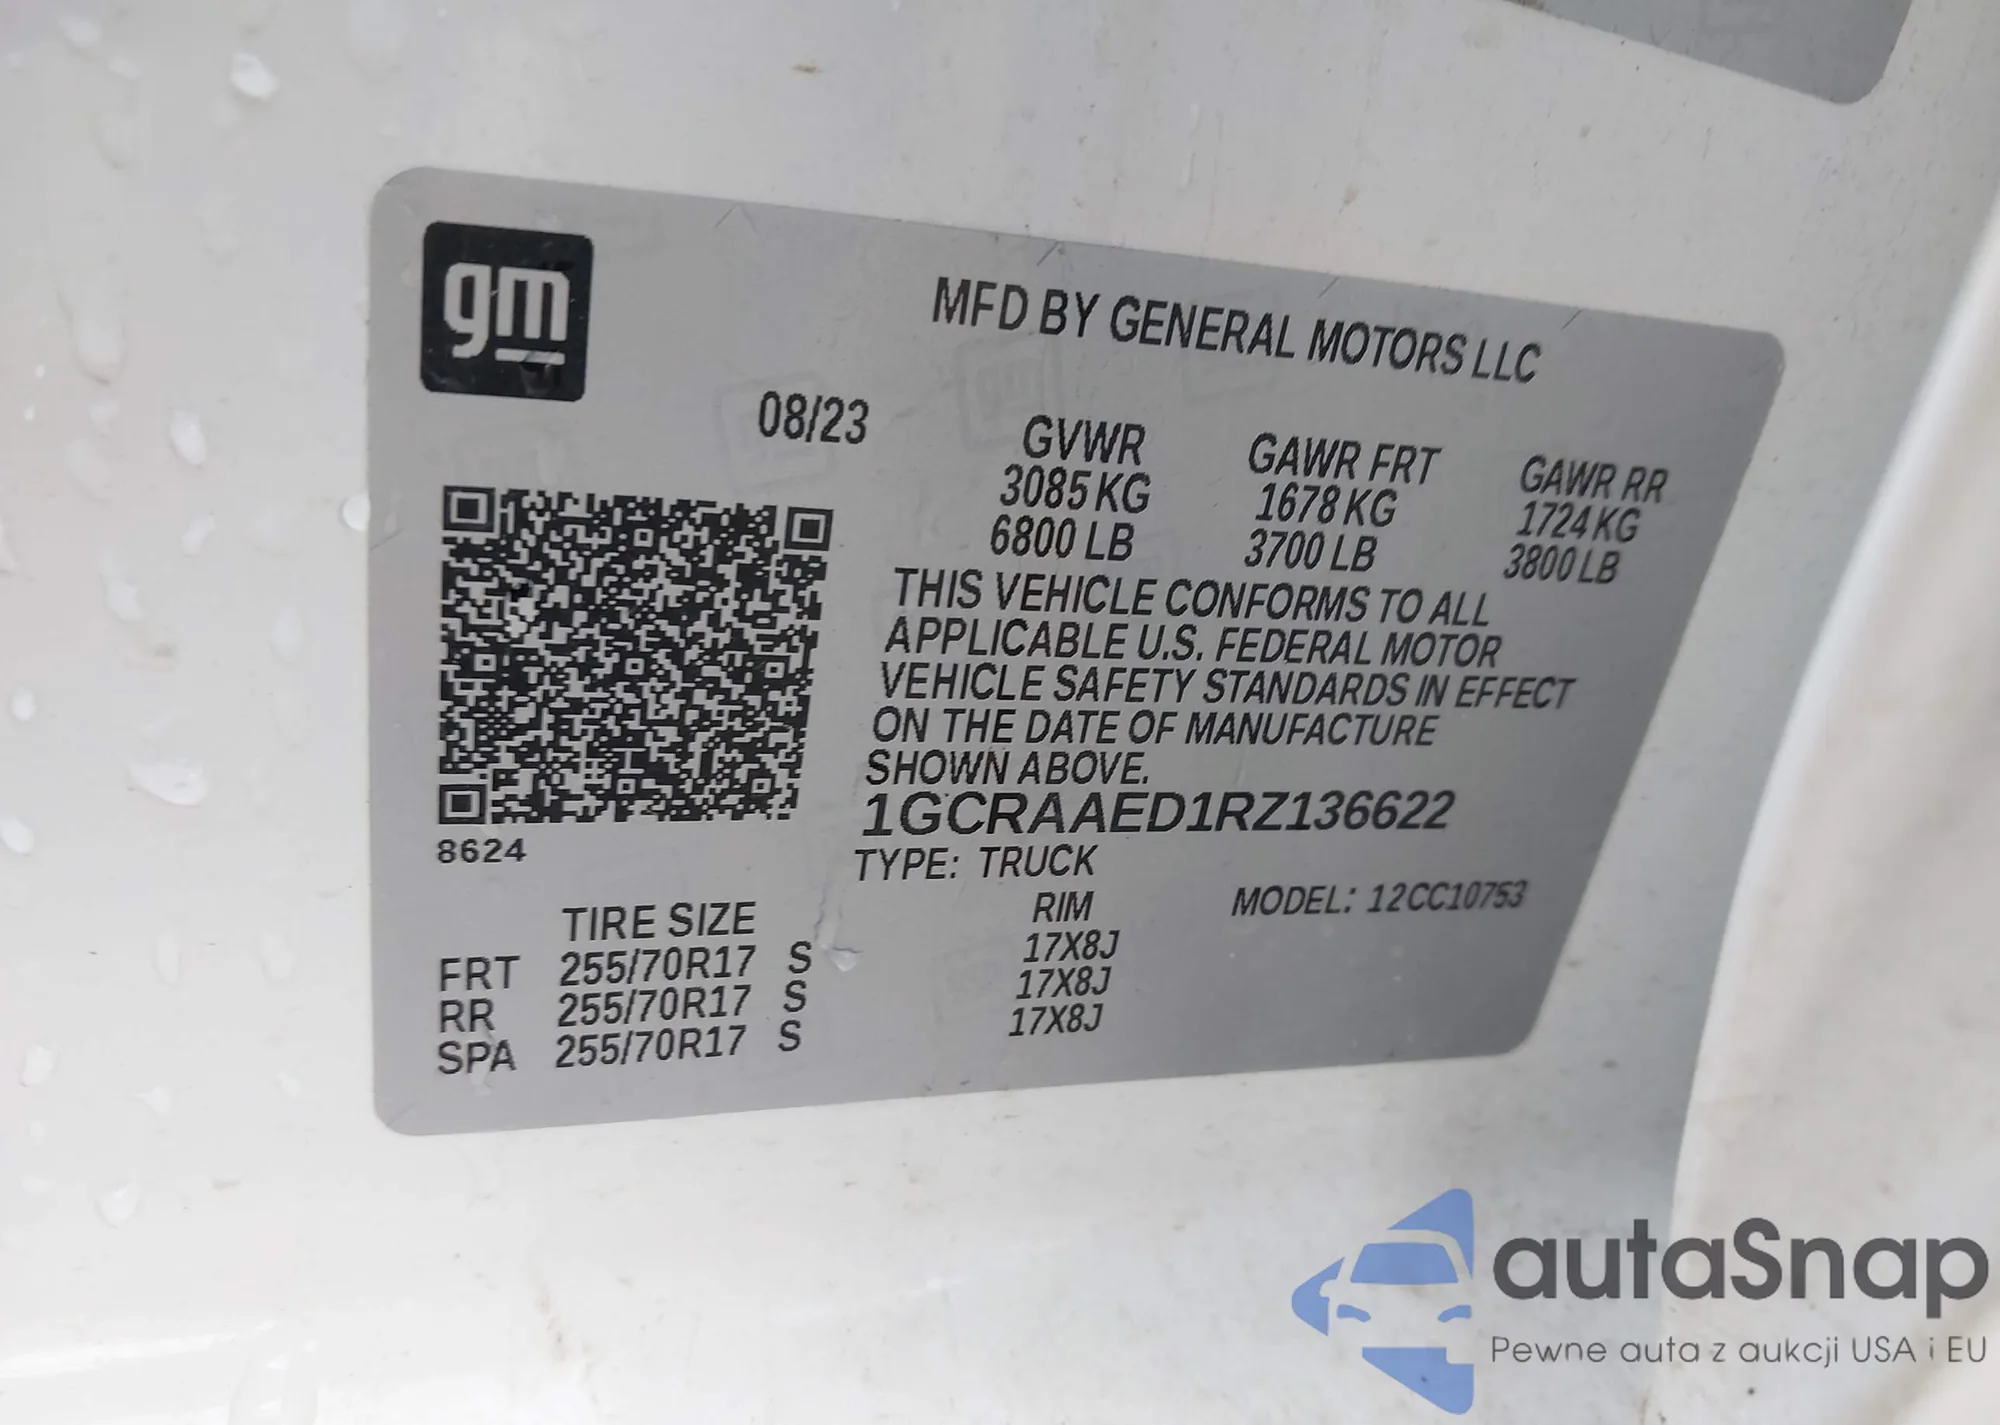 gm
MFD BY GENERAL MOTORS LLC
08/23
GVWR GAWR FRT GAWR RR
3085 KG 1678 KG 1724 KG
6800 LB 3700 LB 3800 LB
THIS VEHICLE CONFORMS TO ALL
APPLICABLE U.S. FEDERAL MOTOR
VEHICLE SAFETY STANDARDS IN EFFECT
ON THE DATE OF MANUFACTURE
SHOWN ABOVE.
1GCRAAED1RZ136622
8624
TYPE: TRUCK
MODEL: 12CC10753
TIRE SIZE RIM
FRT 255/70R17 S 17X8J
RR 255/70R17 S 17X8J
SPA 255/70R17 S 17X8J
autaSnap
Pewne auta z aukcji USA i EU